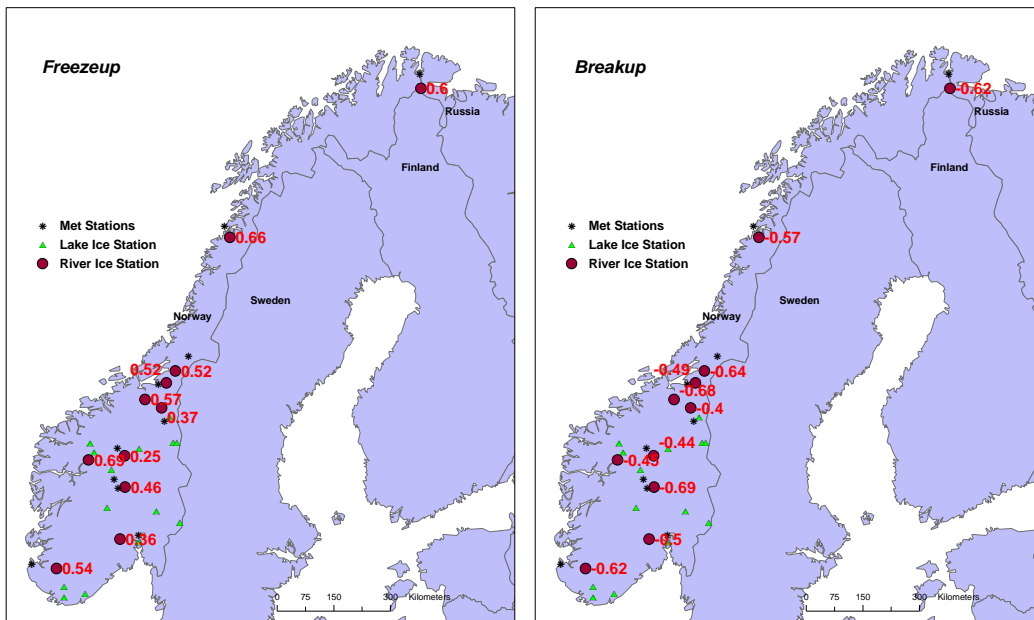 Freezeup
0.6
Russia
Finland
Met Stations
Lake Ice Station
River Ice Station
0.66
Sweden
Norway
0.52
0.52
0.57
0.37
0.25
0.69
0.46
0.36
0.54
0 75 150 300 Kilometers
Breakup
-0.62
Russia
Finland
Met Stations
Lake Ice Station
River Ice Station
-0.57
Sweden
Norway
-0.49
-0.64
-0.68
-0.4
-0.44
-0.45
-0.69
-0.5
-0.62
0 75 150 300 Kilometers